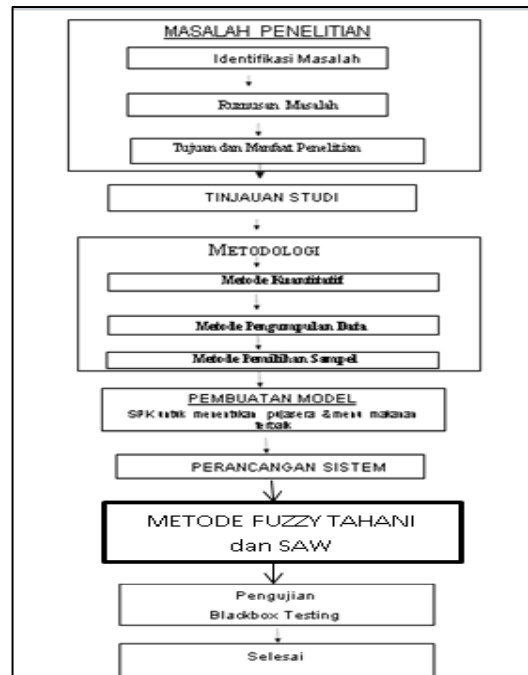 MASALAH PENELITIAN
Identifikasi Masalah
Rumusan Masalah
Tujuan dan Manfaat Penelitian
TINJAUAN STUDI
METODOLOGI
Metode Kuantitatif
Metode Pengumpulan Data
Metode Pemilihan Sampel
PEMBUATAN MODEL
SPK untuk menentukan pujasera & menu makanan
terbaik
PERANCANGAN SISTEM
METODE FUZZY TAHANI
dan SAW
Pengujian
Blackbox Testing
Selesai